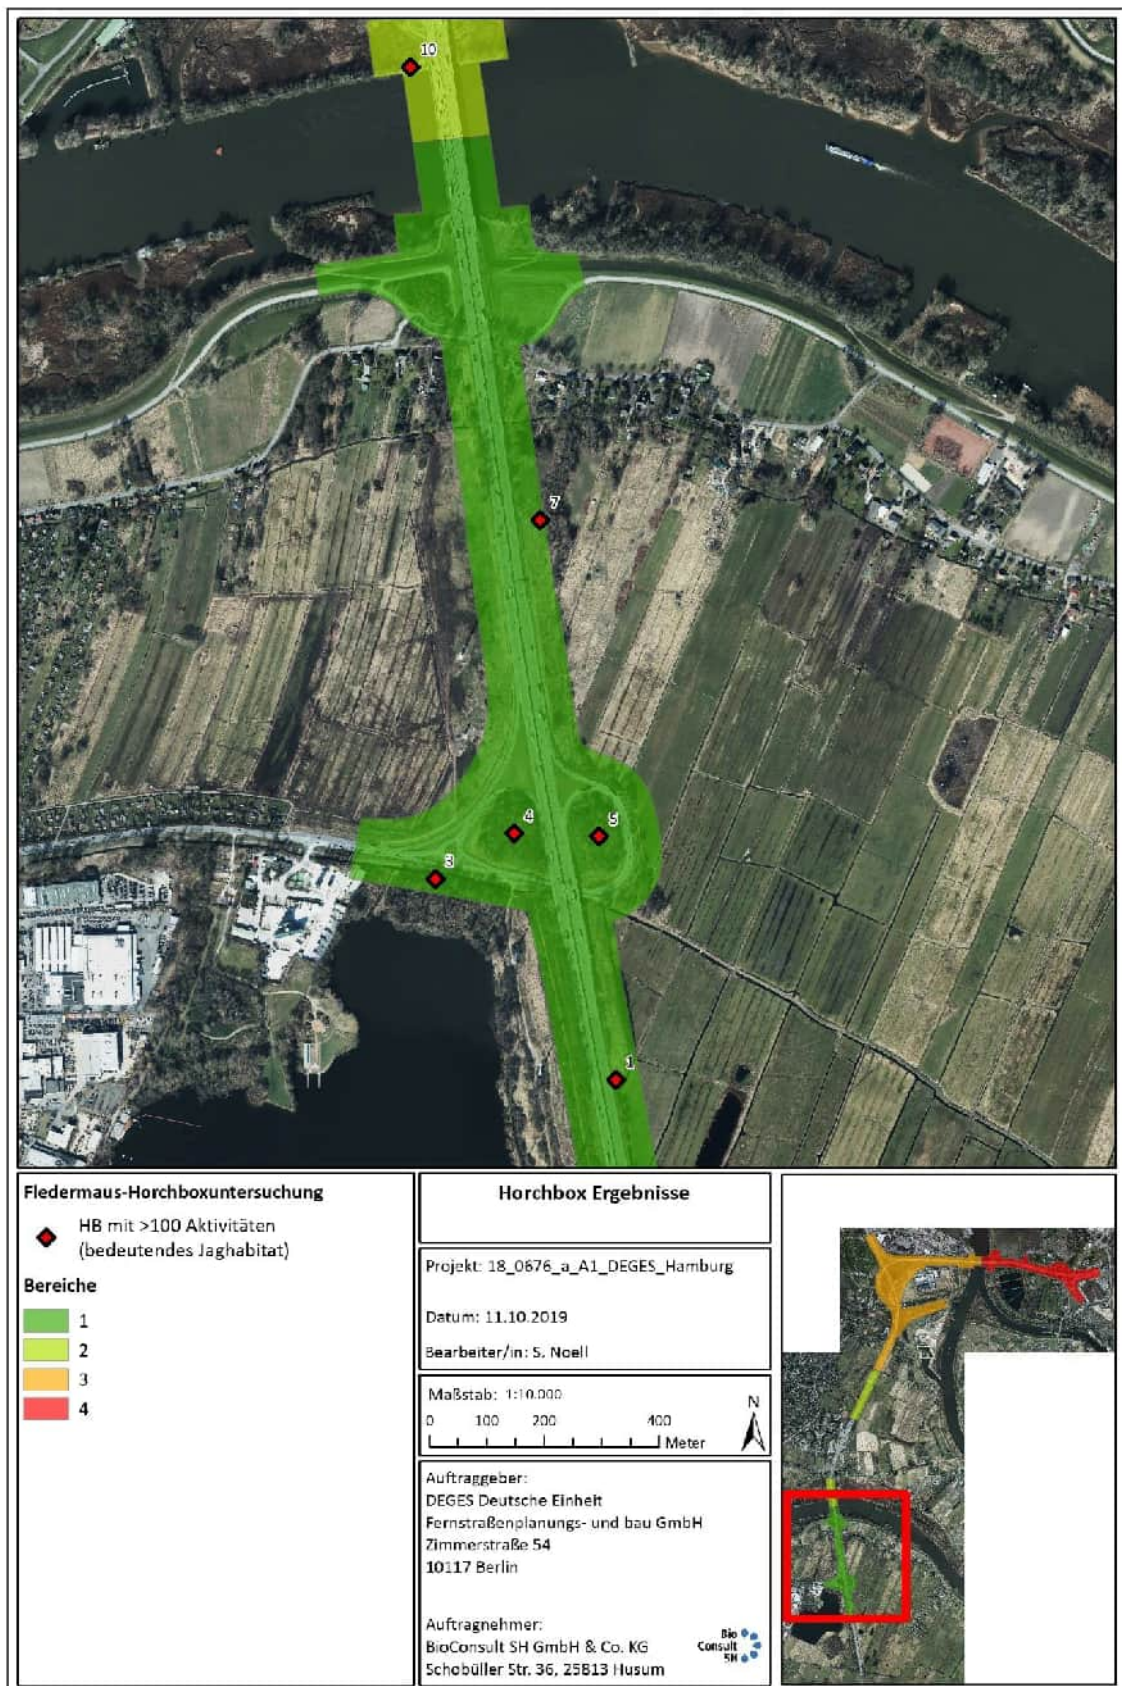 10
7
4
5
3
1
Fledermaus-Horchboxuntersuchung
HB mit >100 Aktivitäten
(bedeutendes Jaghabitat)
Bereiche
1
2
3
4
Horchbox Ergebnisse
Projekt: 18_0676_a_A1_DEGES_Hamburg
Datum: 11.10.2019
Bearbeiter/in: S. Noell
Maßstab: 1:10.000
N
0 100 200 400
Meter
Auftraggeber:
DEGES Deutsche Einheit
Fernstraßenplanungs- und bau GmbH
Zimmerstraße 54
10117 Berlin
Auftragnehmer:
BioConsult SH GmbH & Co. KG
Schobüller Str. 36, 25813 Husum
Bio
Consult
SH